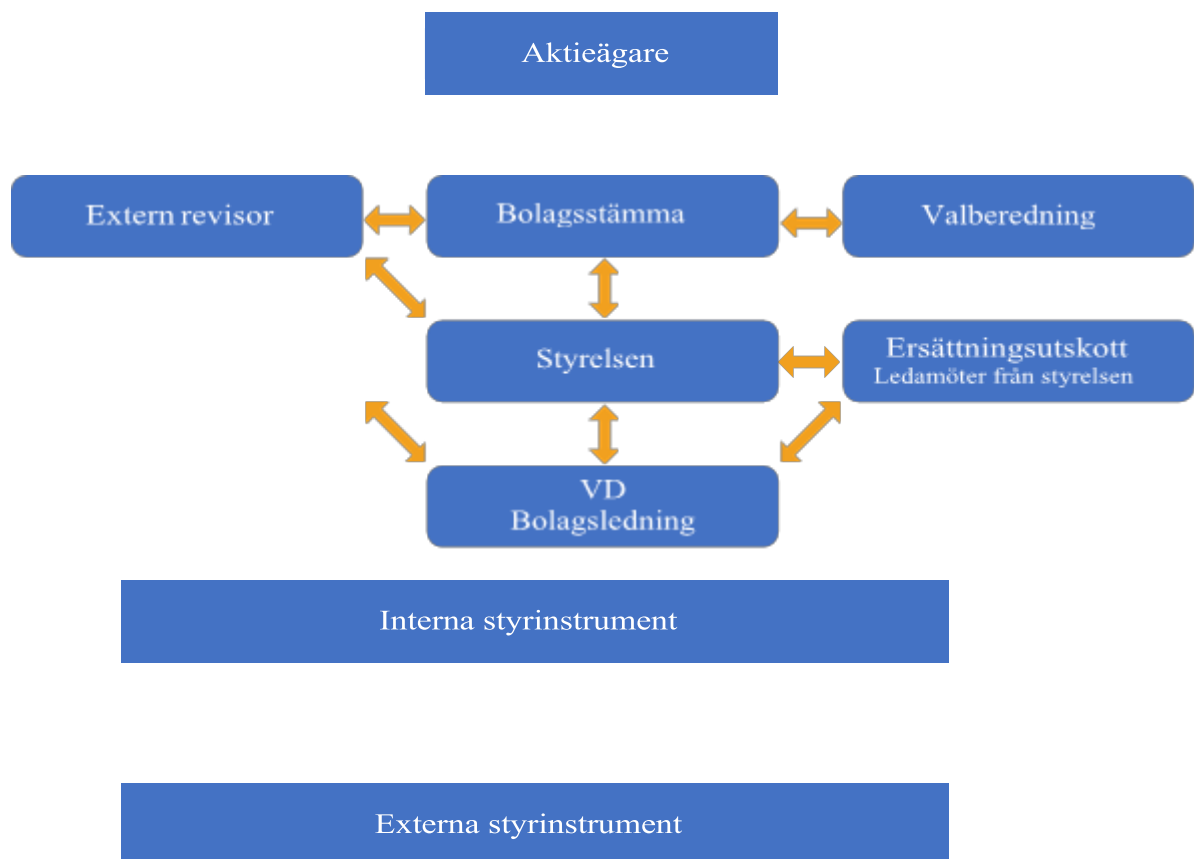 Aktieägare
Extern revisor
Bolagsstämma
Valberedning
Styrelsen
Ersättningsutskott
Ledamöter från styrelsen
VD
Bolagsledning
Interna styrinstrument
Externa styrinstrument